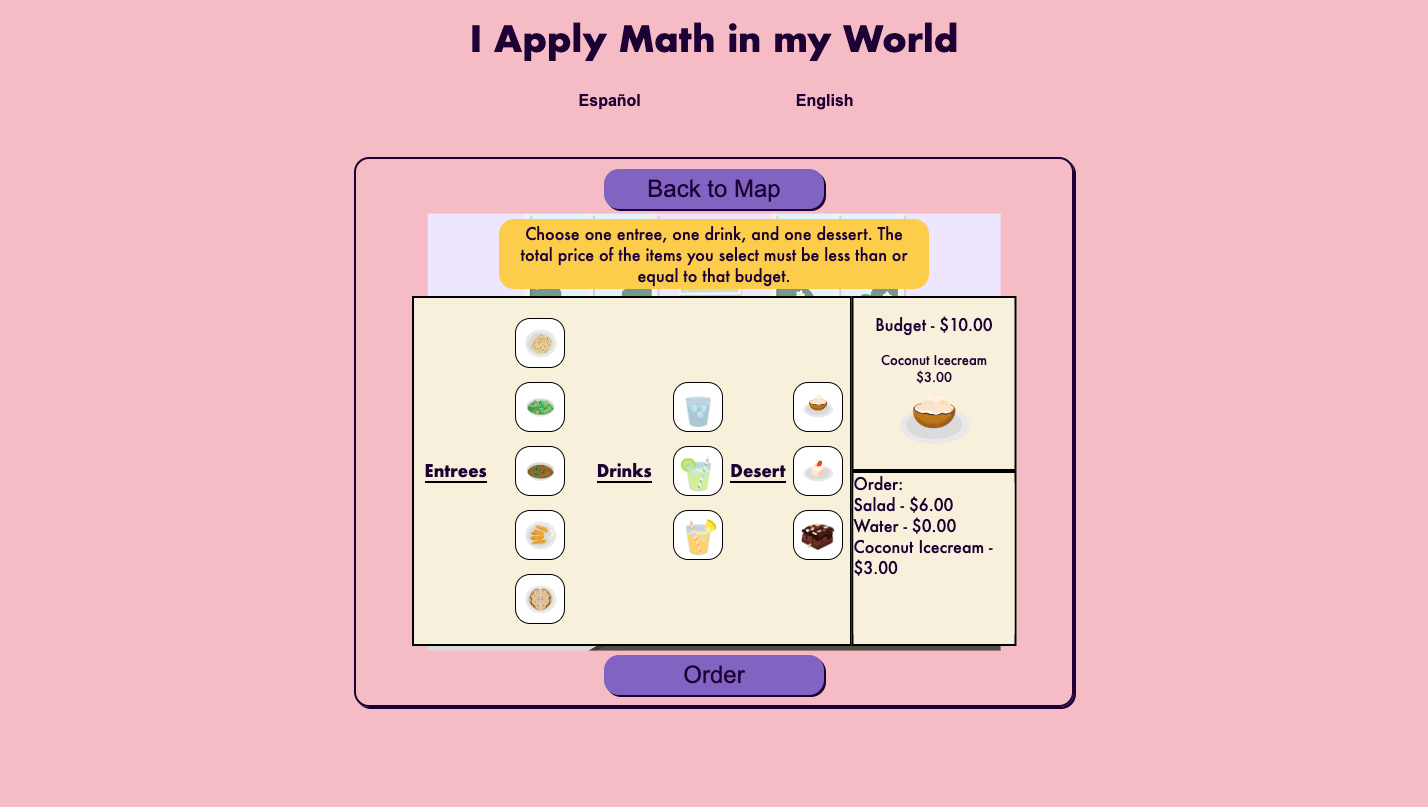 I Apply Math in my World
Español
English
Back to Map
Choose one entree, one drink, and one dessert. The
total price of the items you select must be less than or
equal to that budget.
Entrees
Drinks
Desert
Budget - $10.00
Coconut Icecream
$3.00
Order:
Salad - $6.00
Water - $0.00
Coconut Icecream -
$3.00
Order